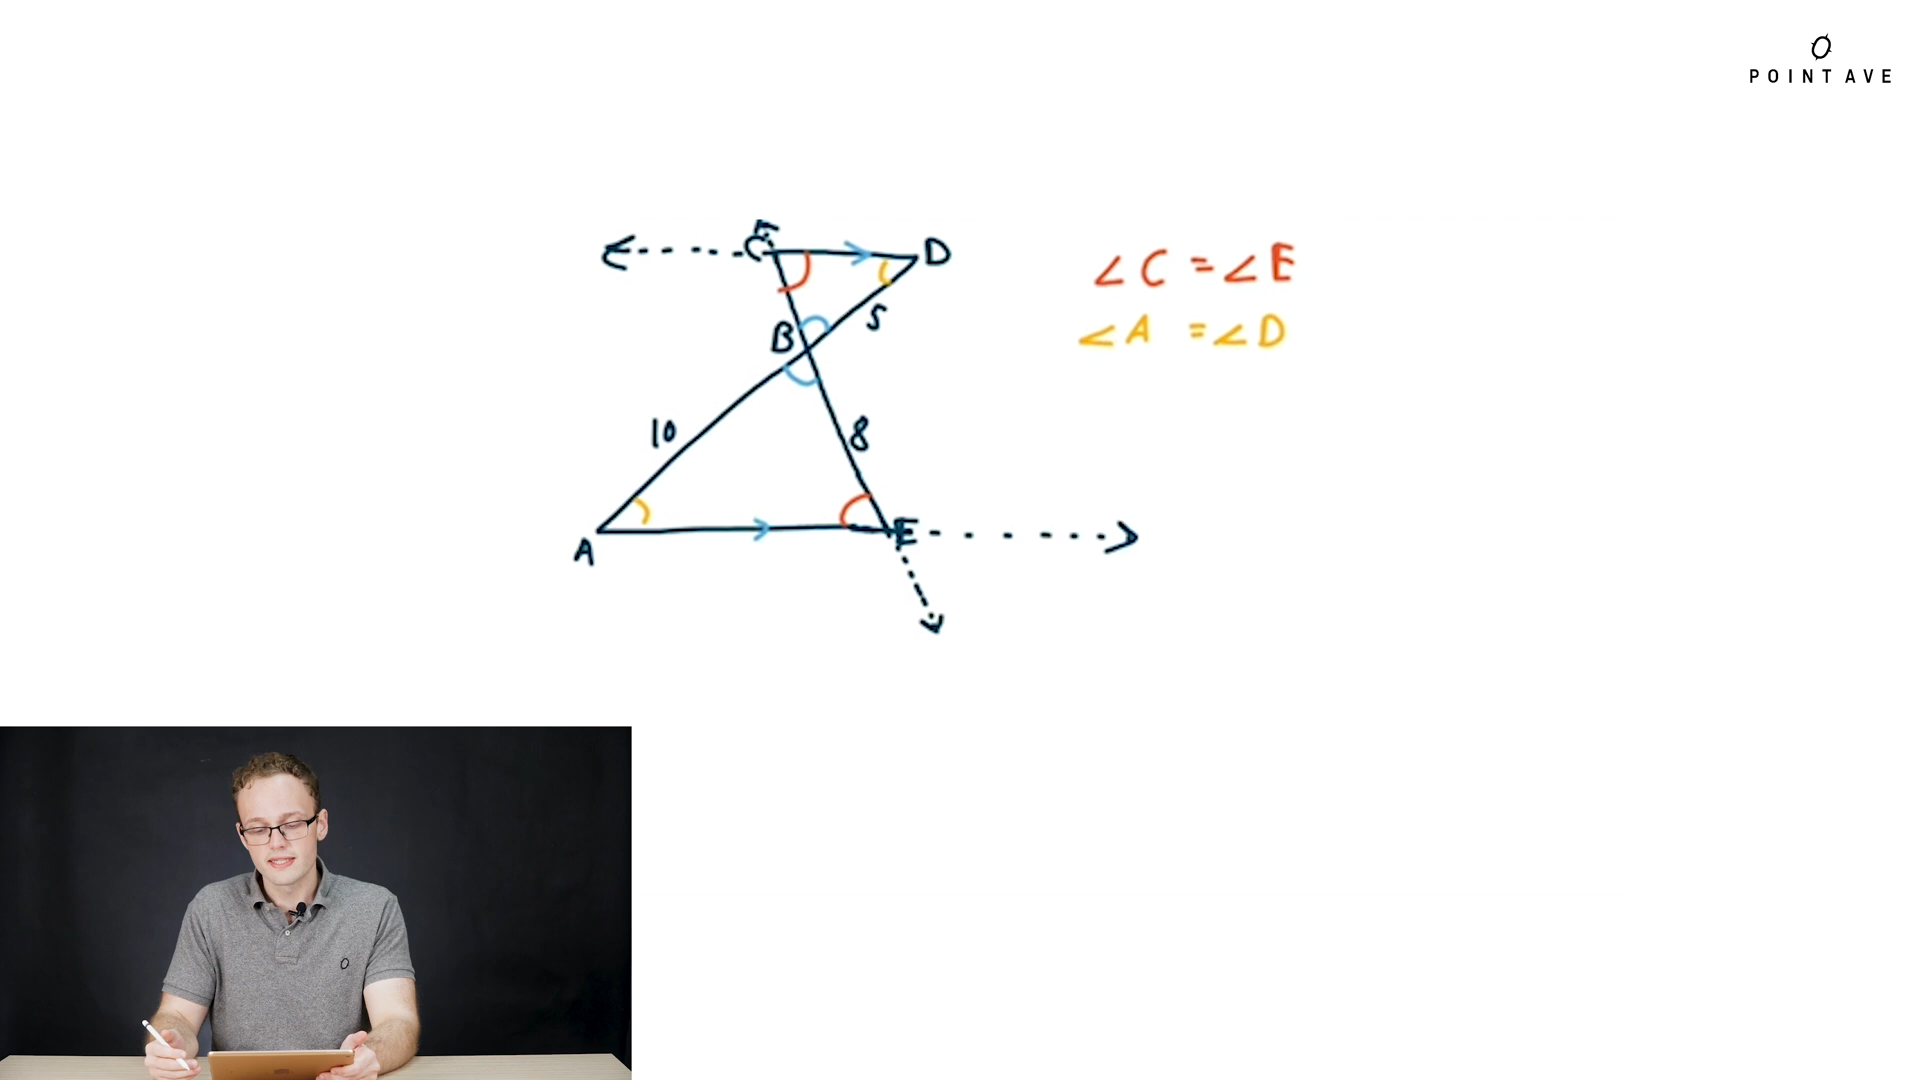 POINT AVE
C
D
∠C = ∠E
5
∠A = ∠D
B
10
8
E
A